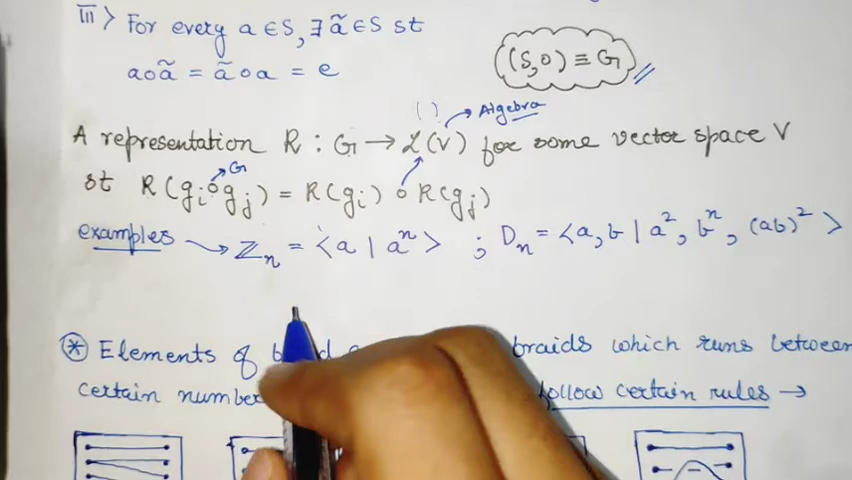 III> For every a ∈ S, ∃ ã ∈ S st
a o ã = ã o a = e
(S, O) ≡ G
( ) → Algebra
A representation R : G → L(V) for some vector space V
→ G
st R(gᵢ o gⱼ) = R(gᵢ) o R(gⱼ)
examples → ℤₙ = <a | aⁿ> ; Dₙ = <a, b | a², bⁿ, (ab)²>
⊛ Elements of braids which runs between
certain number follow certain rules →